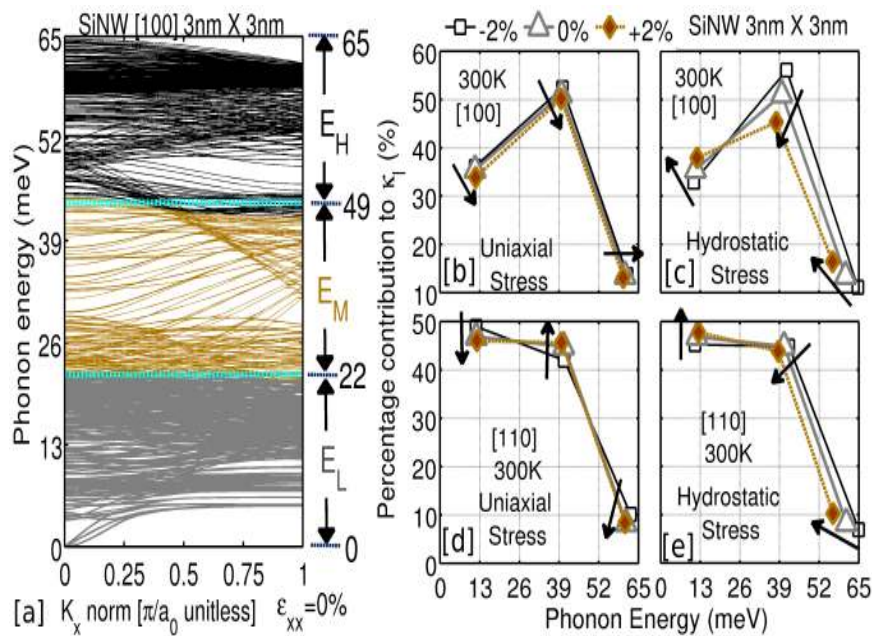 SiNW [100] 3nm X 3nm
65
52
39
26
13
0
Phonon energy (meV)
65
E_H
49
E_M
22
E_L
0
0 0.25 0.5 0.75 1
[a] K_x norm [π/a_0 unitless] ε_xx=0%
-2% 0% +2% SiNW 3nm X 3nm
Percentage contribution to κ_l (%)
60
50
40
30
20
10
300K
[100]
[b] Uniaxial
Stress
300K
[100]
[c] Hydrostatic
Stress
50
40
30
20
10
0
[110]
300K
Uniaxial
[d] Stress
[110]
300K
Hydrostatic
[e] Stress
0 13 26 39 52 65
0 13 26 39 52 65
Phonon Energy (meV)